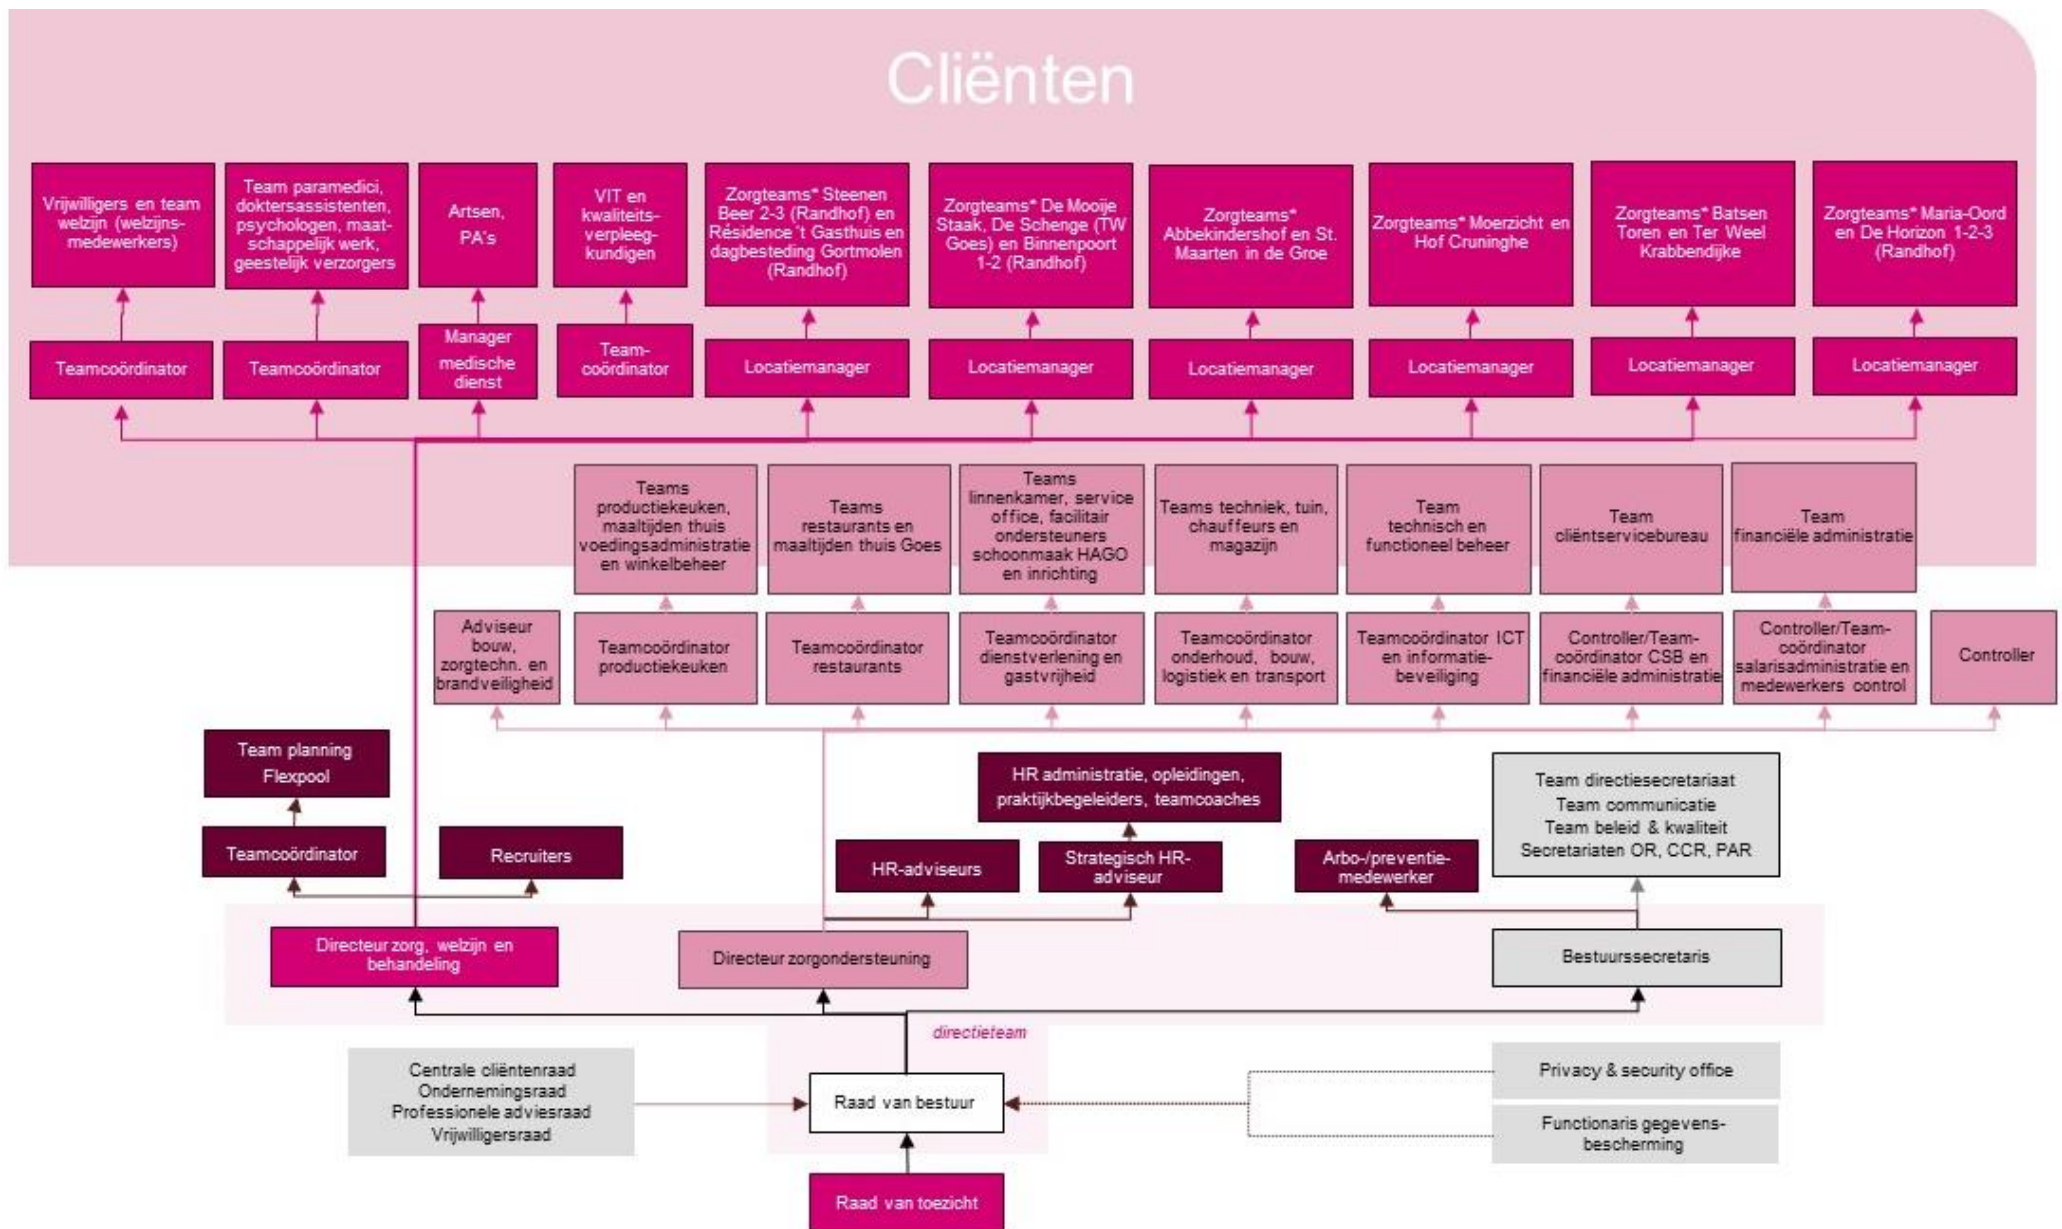 Cliënten
Vrijwilligers en team
welzijn (welzijns-
medewerkers)
Team paramedici,
doktersassistenten,
psychologen, maat-
schappelijk werk,
geestelijk verzorgers
Artsen,
PA's
VIT en
kwaliteits-
verpleeg-
kundigen
Zorgteams* Steenen
Beer 2-3 (Randhof) en
Résidence 't Gasthuis en
dagbesteding Gortmolen
(Randhof)
Zorgteams* De Mooije
Staak, De Schenge (TW
Goes) en Binnenpoort
1-2 (Randhof)
Zorgteams*
Abbekindershof en St.
Maarten in de Groe
Zorgteams* Moerzicht en
Hof Cruninghe
Zorgteams* Batsen
Toren en Ter Weel
Krabbendijke
Zorgteams* Maria-Oord
en De Horizon 1-2-3
(Randhof)
Teamcoördinator
Teamcoördinator
Manager
medische
dienst
Team-
coördinator
Locatiemanager
Locatiemanager
Locatiemanager
Locatiemanager
Locatiemanager
Locatiemanager
Teams
productiekeuken,
maaltijden thuis
voedingsadministratie
en winkelbeheer
Teams
restaurants en
maaltijden thuis Goes
Teams
linnenkamer, service
office, facilitair
ondersteuners
schoonmaak HAGO
en inrichting
Teams techniek, tuin,
chauffeurs en
magazijn
Team
technisch en
functioneel beheer
Team
cliëntservicebureau
Team
financiële administratie
Adviseur
bouw,
zorgtechn. en
brandveiligheid
Teamcoördinator
productiekeuken
Teamcoördinator
restaurants
Teamcoördinator
dienstverlening en
gastvrijheid
Teamcoördinator
onderhoud, bouw,
logistiek en transport
Teamcoördinator ICT
en informatie-
beveiliging
Controller/Team-
coördinator CSB en
financiële administratie
Controller/Team-
coördinator
salarisadministratie en
medewerkers control
Controller
Team planning
Flexpool
Teamcoördinator
Recruiters
HR administratie, opleidingen,
praktijkbegeleiders, teamcoaches
HR-adviseurs
Strategisch HR-
adviseur
Arbo-/preventie-
medewerker
Team directiesecretariaat
Team communicatie
Team beleid & kwaliteit
Secretariaten OR, CCR, PAR
Directeur zorg, welzijn en
behandeling
Directeur zorgondersteuning
Bestuurssecretaris
directieteam
Centrale cliëntenraad
Ondernemingsraad
Professionele adviesraad
Vrijwilligersraad
Raad van bestuur
Privacy & security office
Functionaris gegevens-
bescherming
Raad van toezicht